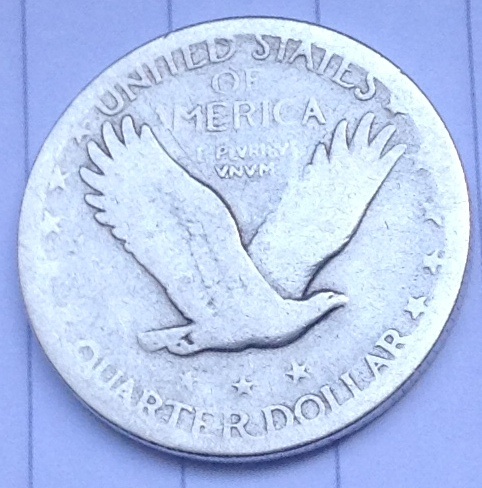 UNITED STATES
OF
AMERICA
E PLVRIBVS
VNVM
QUARTER DOLLAR